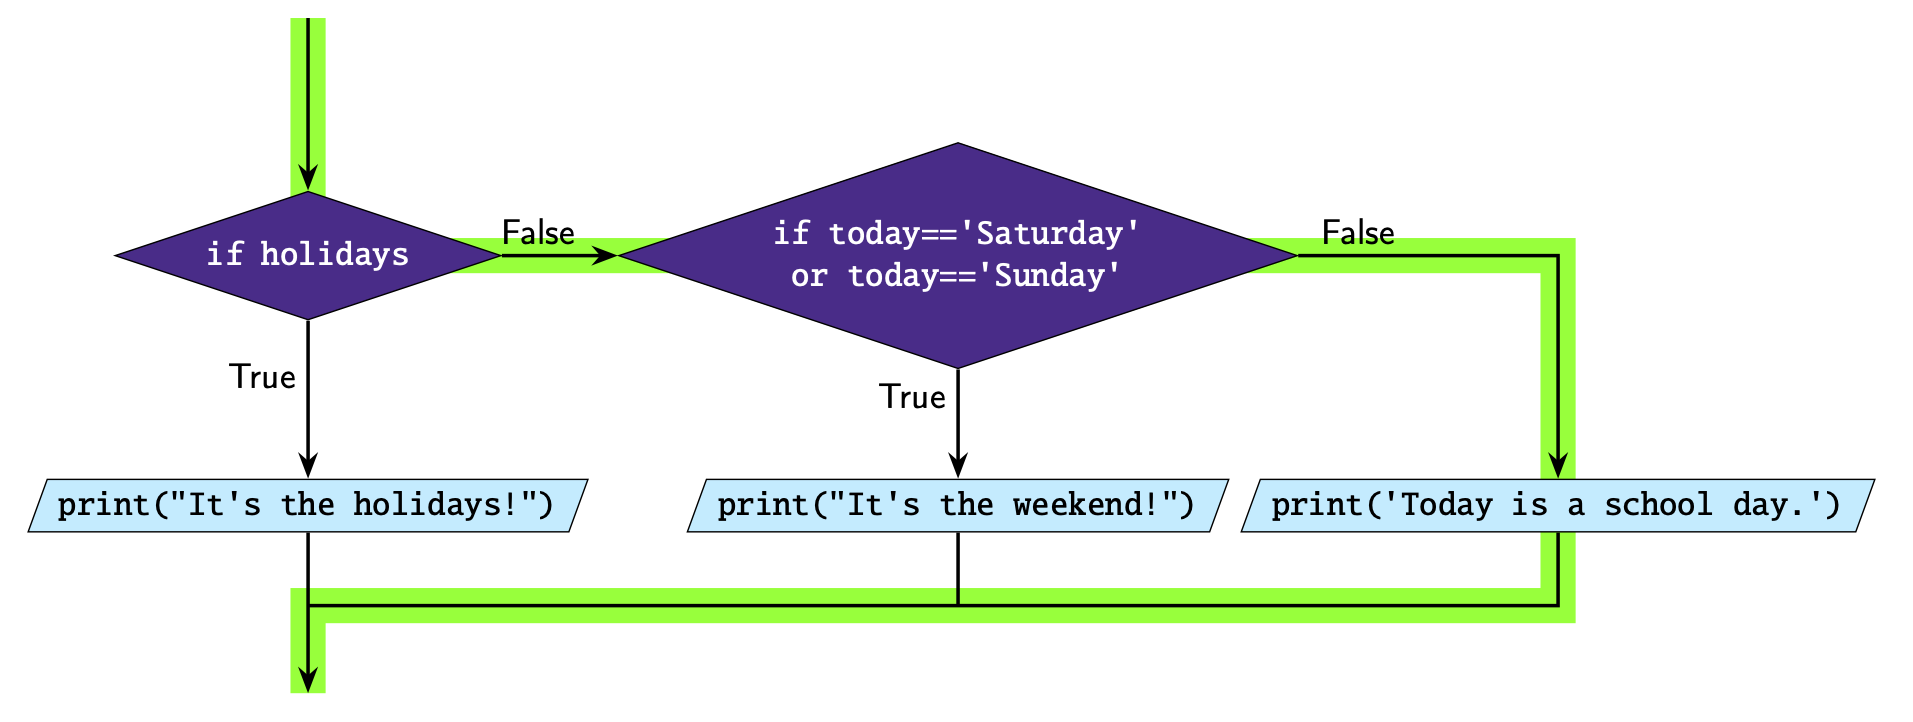 if holidays
False
if today=='Saturday'
or today=='Sunday'
False
True
True
print("It's the holidays!")
print("It's the weekend!")
print('Today is a school day.')